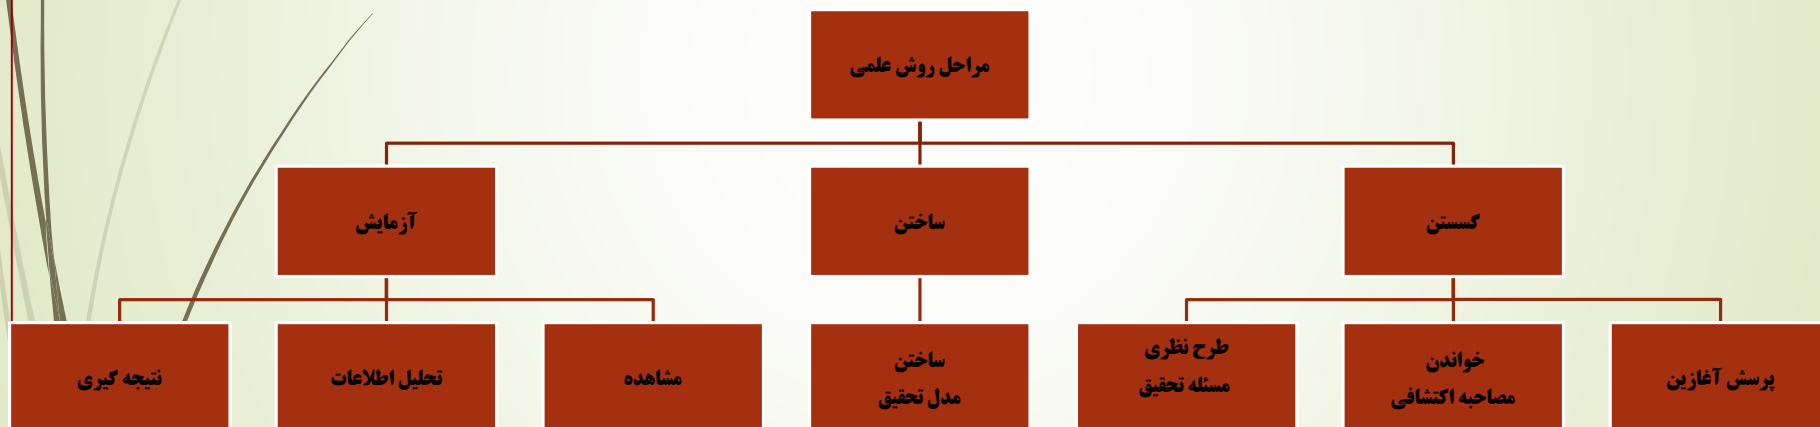 مراحل روش علمی
گسستن
ساختن
آزمایش
پرسش آغازین
خواندن
مصاحبه اکتشافی
طرح نظری
مسئله تحقیق
ساختن
مدل تحقیق
مشاهده
تحلیل اطلاعات
نتیجه گیری